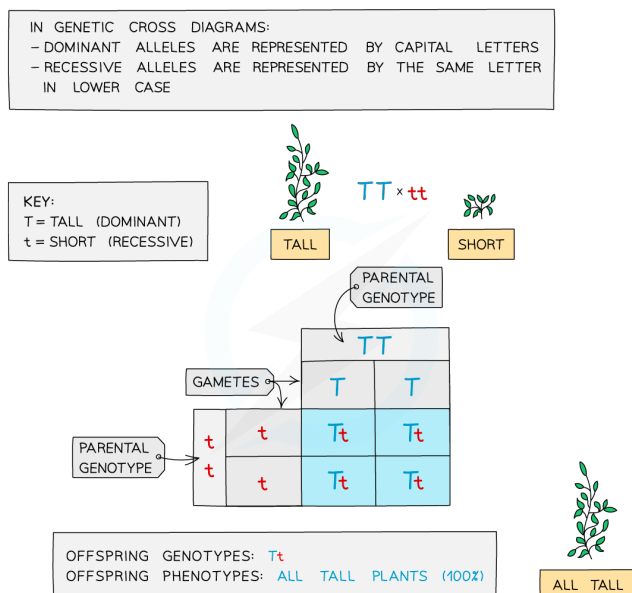 IN GENETIC CROSS DIAGRAMS:
– DOMINANT ALLELES ARE REPRESENTED BY CAPITAL LETTERS
– RECESSIVE ALLELES ARE REPRESENTED BY THE SAME LETTER
IN LOWER CASE
KEY:
T = TALL (DOMINANT)
t = SHORT (RECESSIVE)
TT × tt
TALL
SHORT
PARENTAL
GENOTYPE
TT
GAMETES
T T
PARENTAL
GENOTYPE
t
t
t Tt Tt
t Tt Tt
OFFSPRING GENOTYPES: Tt
OFFSPRING PHENOTYPES: ALL TALL PLANTS (100%)
ALL TALL